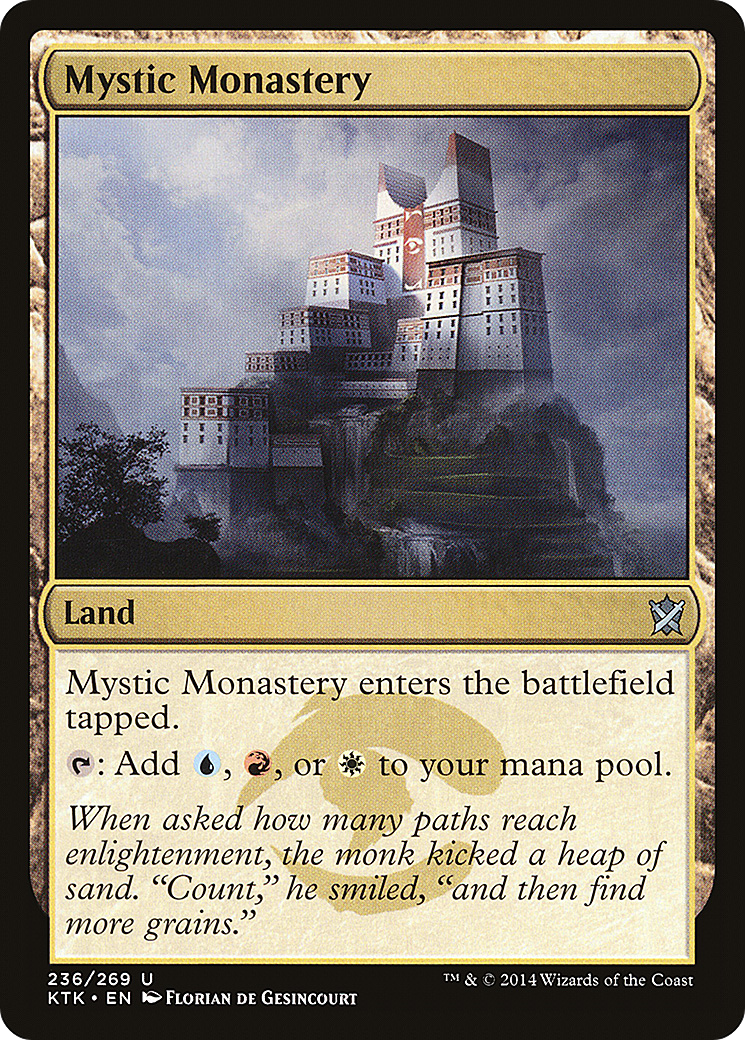 Mystic Monastery
Land
Mystic Monastery enters the battlefield
tapped.
: Add , , or to your mana pool.
When asked how many paths reach
enlightenment, the monk kicked a heap of
sand. “Count,” he smiled, “and then find
more grains.”
236/269 U
KTK • EN Florian de Gesincourt
™ & © 2014 Wizards of the Coast